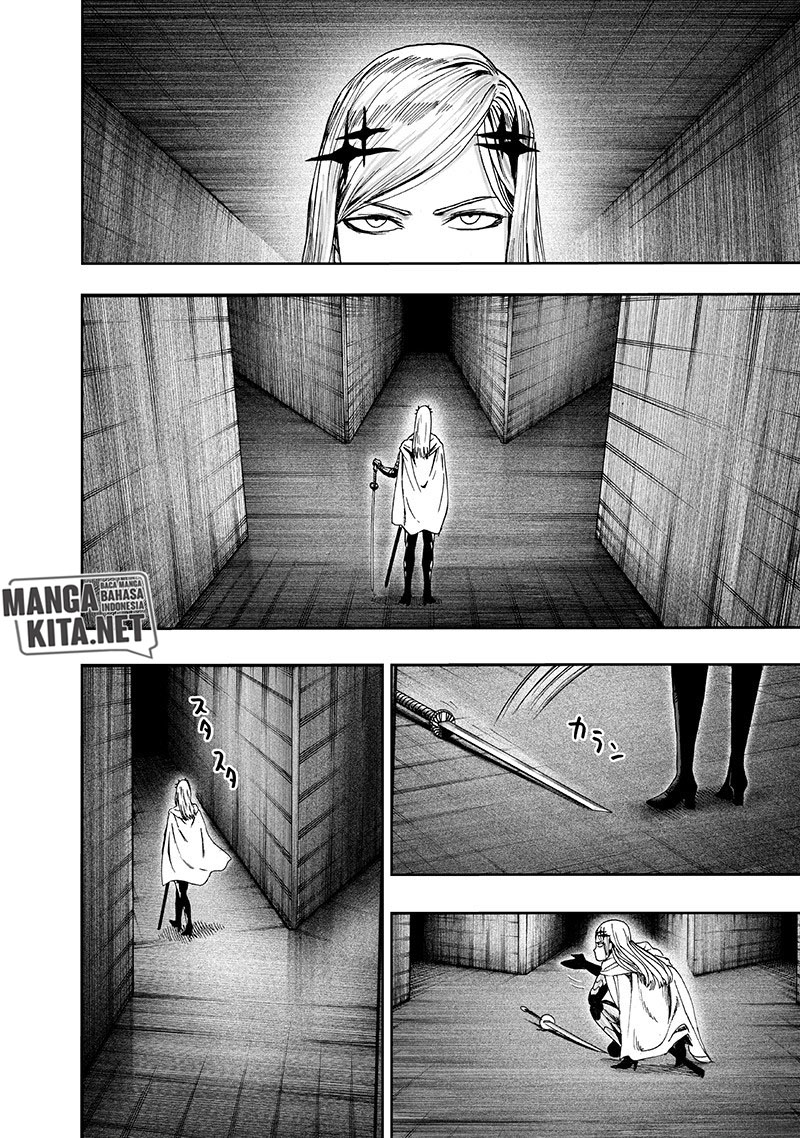 MANGA
KITA.NET
BACA MANGA
BAHASA
INDONESIA
カラン
スタ
スタ